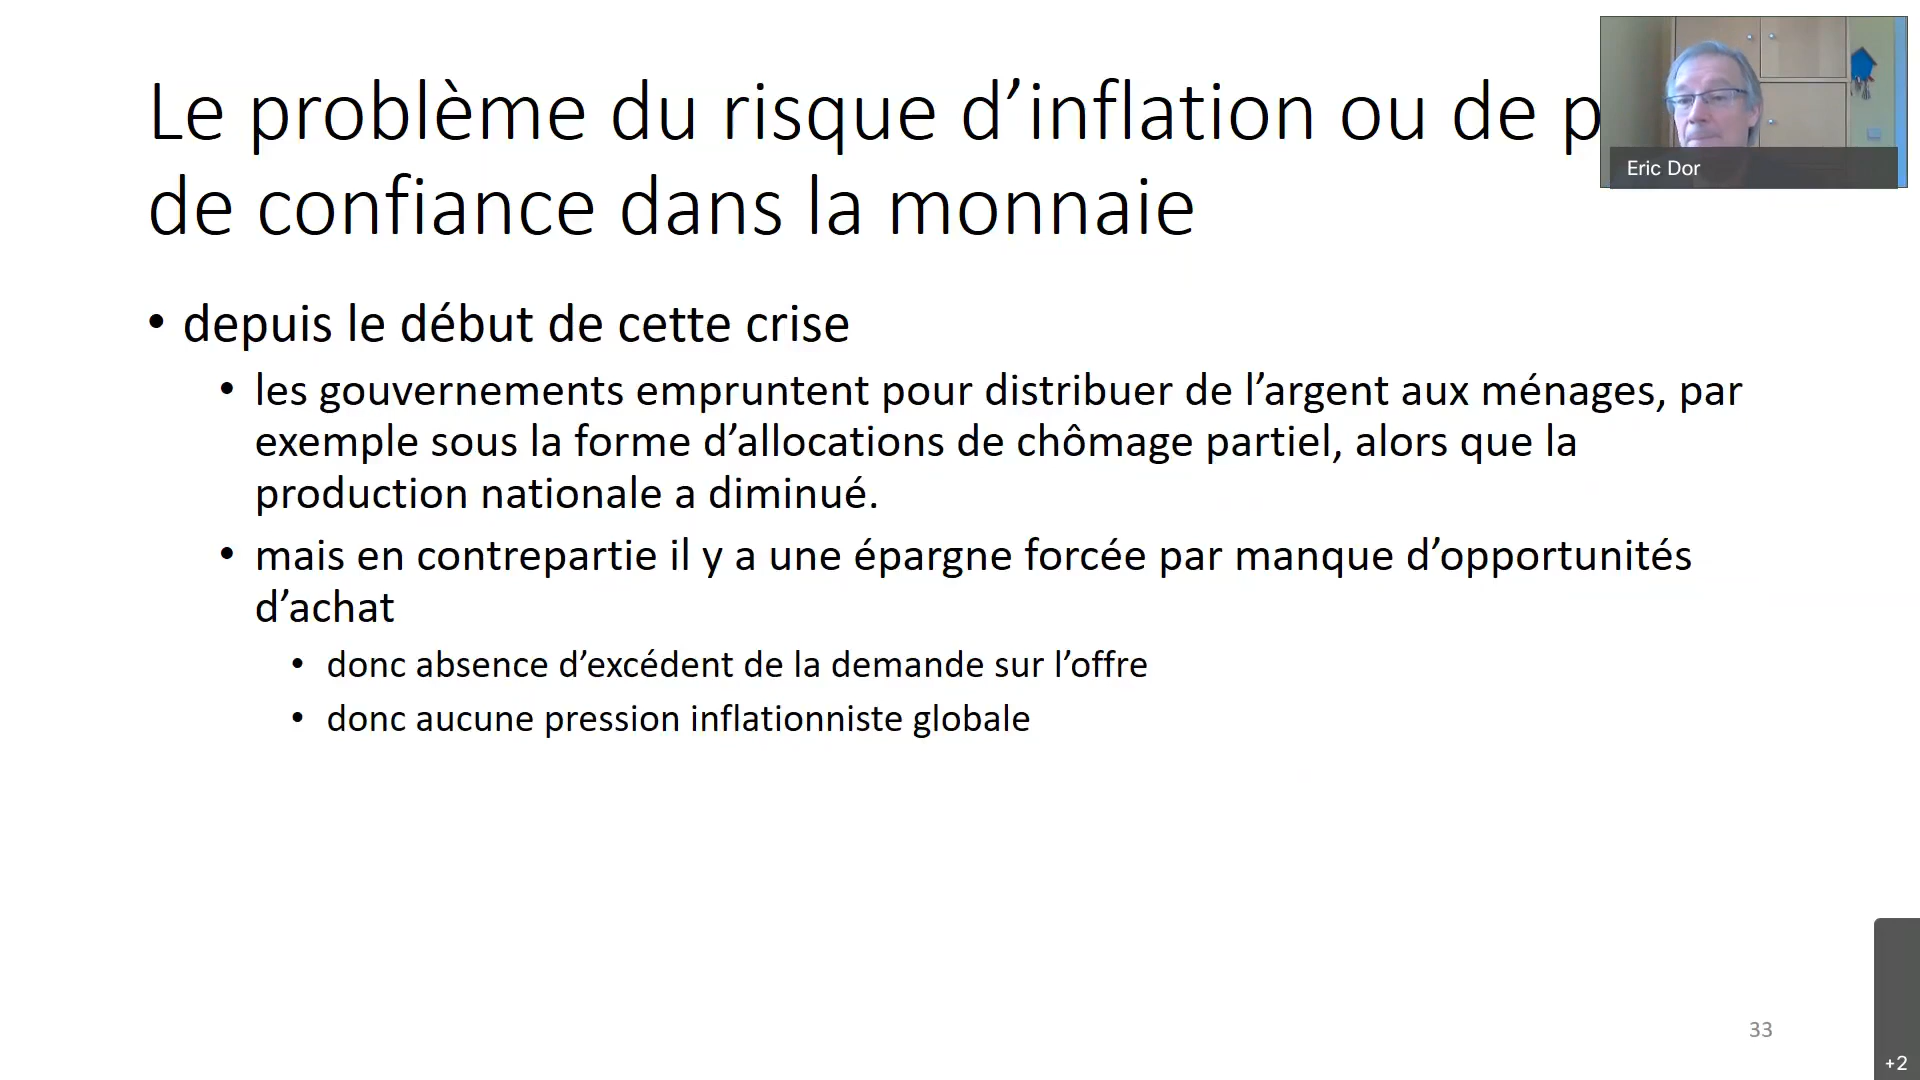 Le problème du risque d’inflation ou de
de confiance dans la monnaie
Eric Dor
• depuis le début de cette crise
• les gouvernements empruntent pour distribuer de l’argent aux ménages, par
exemple sous la forme d’allocations de chômage partiel, alors que la
production nationale a diminué.
• mais en contrepartie il y a une épargne forcée par manque d’opportunités
d’achat
• donc absence d’excédent de la demande sur l’offre
• donc aucune pression inflationniste globale
33
+2